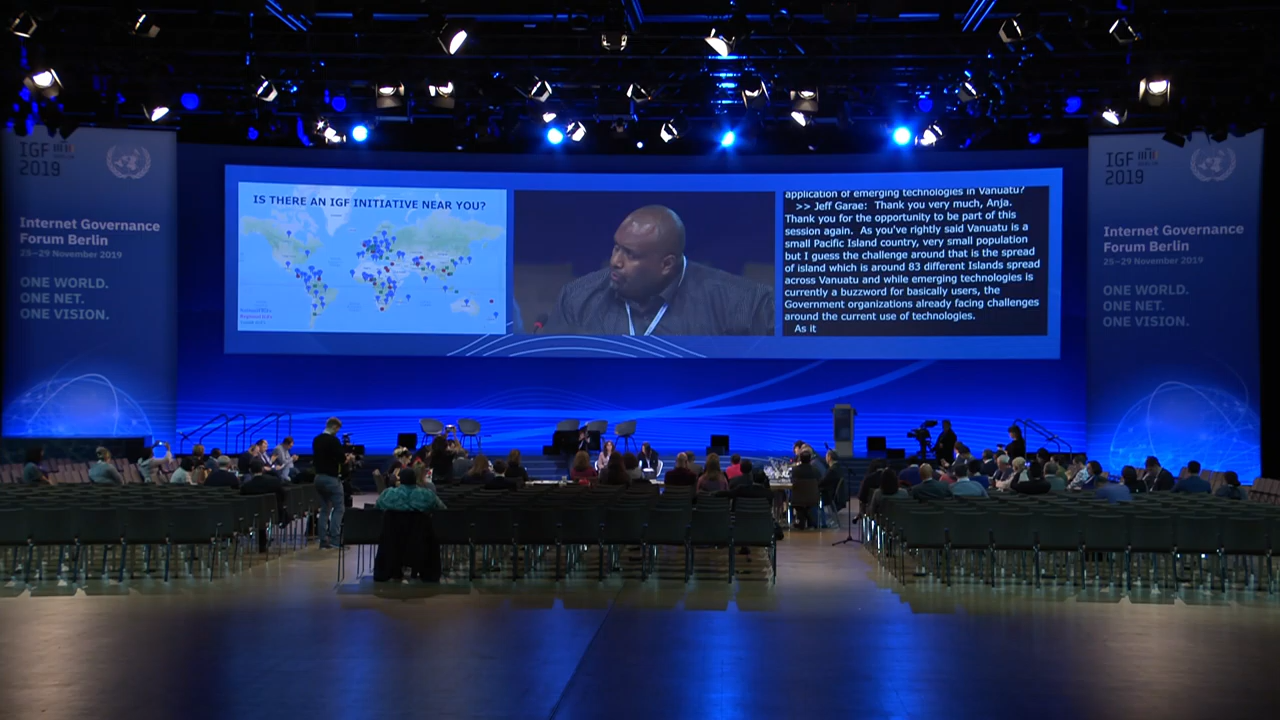 IGF
2019
Internet Governance
Forum Berlin
25–29 November 2019
ONE WORLD.
ONE NET.
ONE VISION.
IS THERE AN IGF INITIATIVE NEAR YOU?
application of emerging technologies in Vanuatu?
>> Jeff Garae: Thank you very much, Anja.
Thank you for the opportunity to be part of this
session again. As you've rightly said Vanuatu is a
small Pacific Island country, very small population
but I guess the challenge around that is the spread
of island which is around 83 different Islands spread
across Vanuatu and while emerging technologies is
currently a buzzword for basically users, the
Government organizations already facing challenges
around the current use of technologies.
As it
IGF
2019
Internet Governance
Forum Berlin
25–29 November 2019
ONE WORLD.
ONE NET.
ONE VISION.